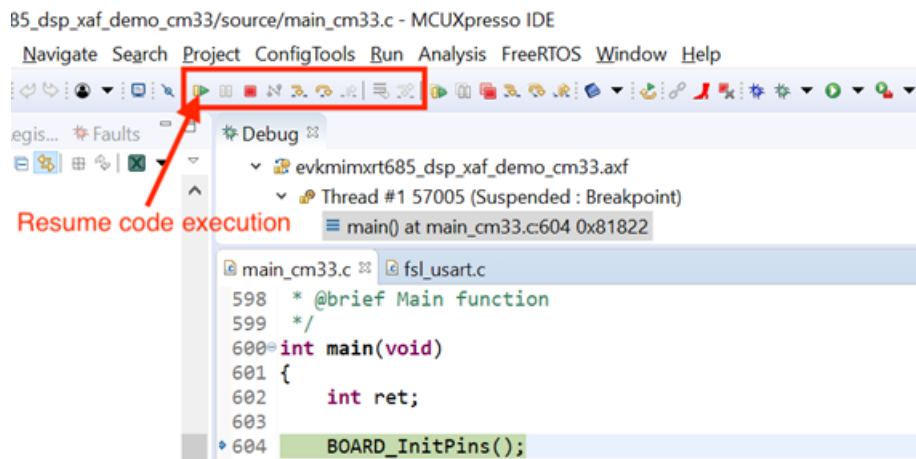 85_dsp_xaf_demo_cm33/source/main_cm33.c - MCUXpresso IDE
Navigate Search Project ConfigTools Run Analysis FreeRTOS Window Help
egis... Faults Debug
evkmimxrt685_dsp_xaf_demo_cm33.axf
Thread #1 57005 (Suspended : Breakpoint)
Resume code execution
main() at main_cm33.c:604 0x81822
main_cm33.c fsl_usart.c
598 * @brief Main function
599 */
600 int main(void)
601 {
602 int ret;
603
604 BOARD_InitPins();